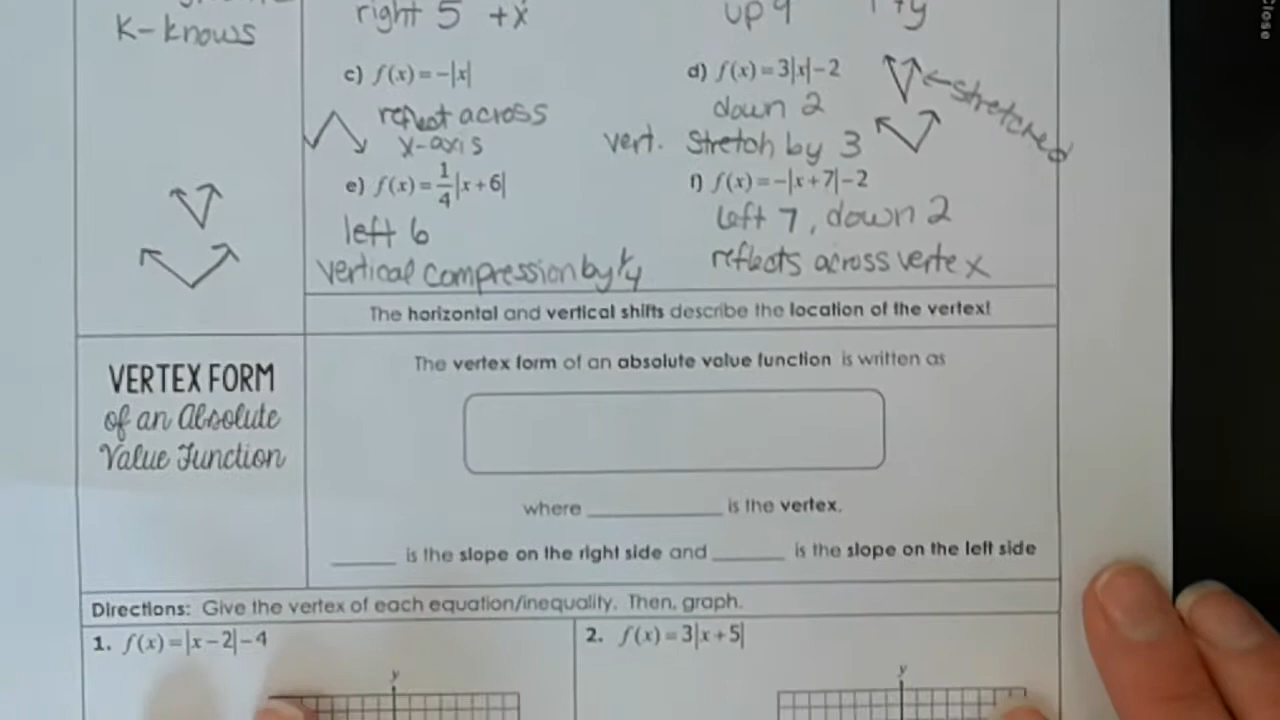 Close
K-knows
right 5 +x
up 9
+y
c) f(x)=-|x|
reflect across
x-axis
d) f(x)=3|x|-2
down 2
vert. Stretch by 3
←stretched
e) f(x)=1/4|x+6|
left 6
vertical compression by 1/4
f) f(x)=-|x+7|-2
left 7, down 2
reflects across vertex
The horizontal and vertical shifts describe the location of the vertex!
VERTEX FORM
of an Absolute
Value Function
The vertex form of an absolute value function is written as
where ________ is the vertex.
____ is the slope on the right side and ____ is the slope on the left side
Directions: Give the vertex of each equation/inequality. Then, graph.
1. f(x)=|x-2|-4
2. f(x)=3|x+5|
y
y